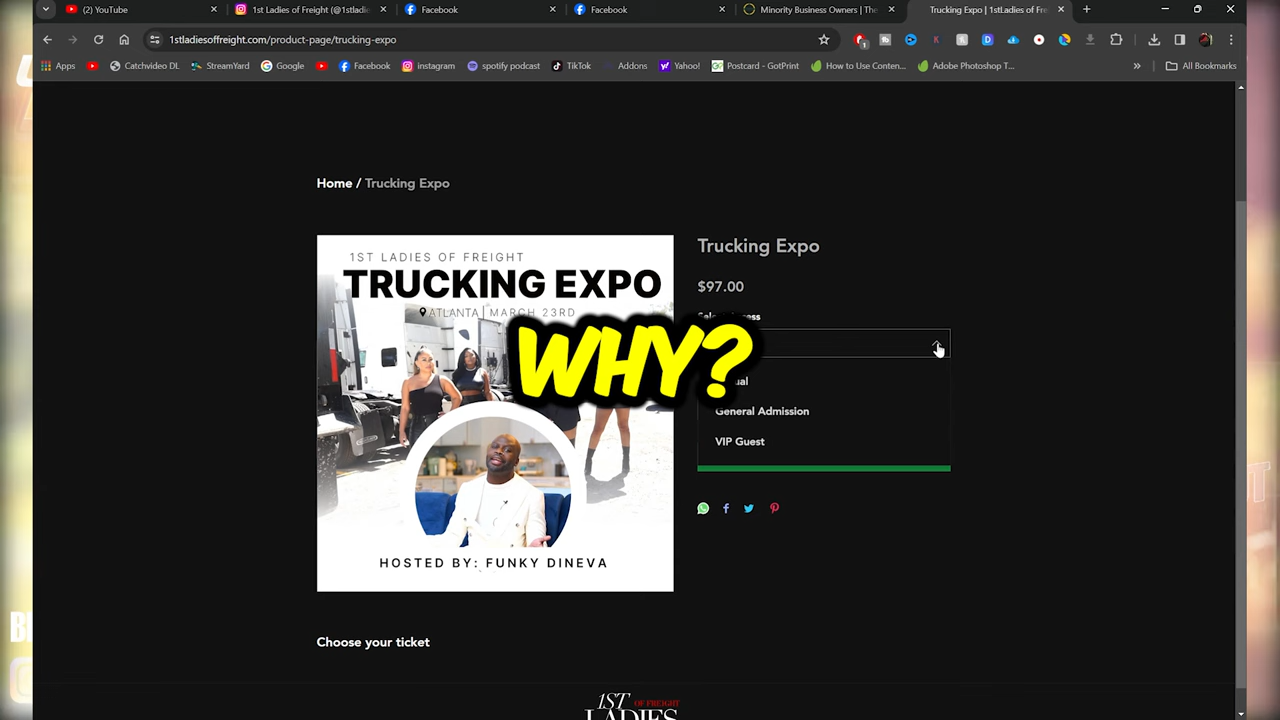 (2) YouTube
1st Ladies of Freight (@1stladie
Facebook
Facebook
Minority Business Owners | The
Trucking Expo | 1stLadies of Fre
1stladiesoffreight.com/product-page/trucking-expo
1
Apps
Catchvideo DL
StreamYard
Google
Facebook
instagram
spotify podcast
TikTok
Addons
Yahoo!
Postcard - GotPrint
How to Use Conten...
Adobe Photoshop T...
All Bookmarks
Home / Trucking Expo
1ST LADIES OF FREIGHT
TRUCKING EXPO
ATLANTA | MARCH 23RD
HOSTED BY: FUNKY DINEVA
Trucking Expo
$97.00
WHY?
General Admission
VIP Guest
Choose your ticket
1ST
OF FREIGHT
LADIES